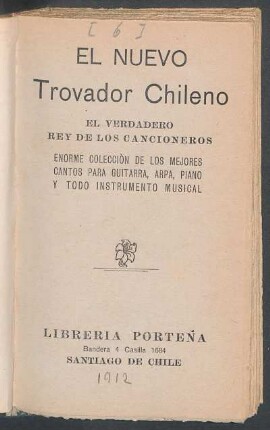 [6]
EL NUEVO
Trovador Chileno
EL VERDADERO
REY DE LOS CANCIONEROS
ENORME COLECCIÓN DE LOS MEJORES
CANTOS PARA GUITARRA, ARPA, PIANO
Y TODO INSTRUMENTO MUSICAL
LIBRERIA PORTEÑA
Bandera 4 Casilla 1684
SANTIAGO DE CHILE
1912